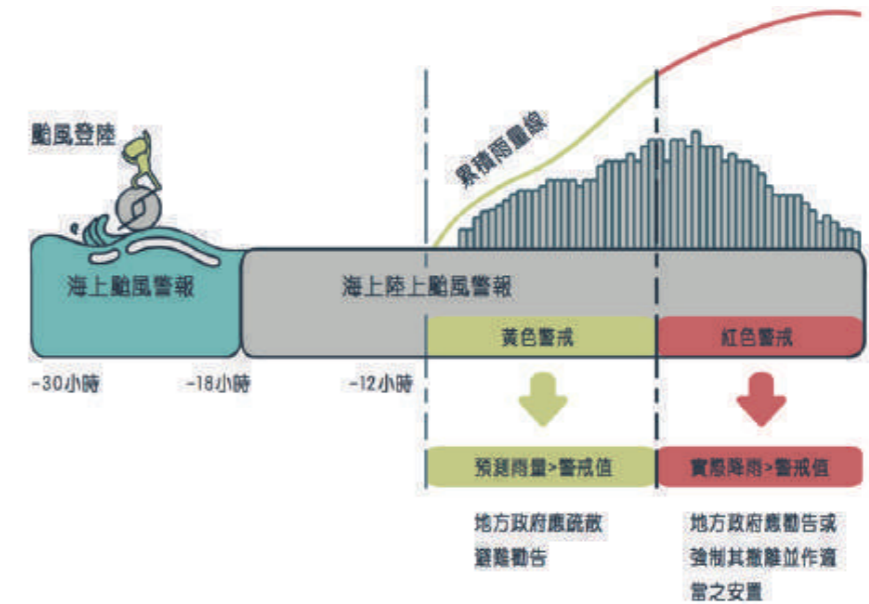 颱風登陸
累積雨量線
海上颱風警報
海上陸上颱風警報
黃色警戒
紅色警戒
-30小時
-18小時
-12小時
預測雨量>警戒值
實際降雨>警戒值
地方政府應疏散
避難勸告
地方政府應勸告或
強制其撤離並作適
當之安置